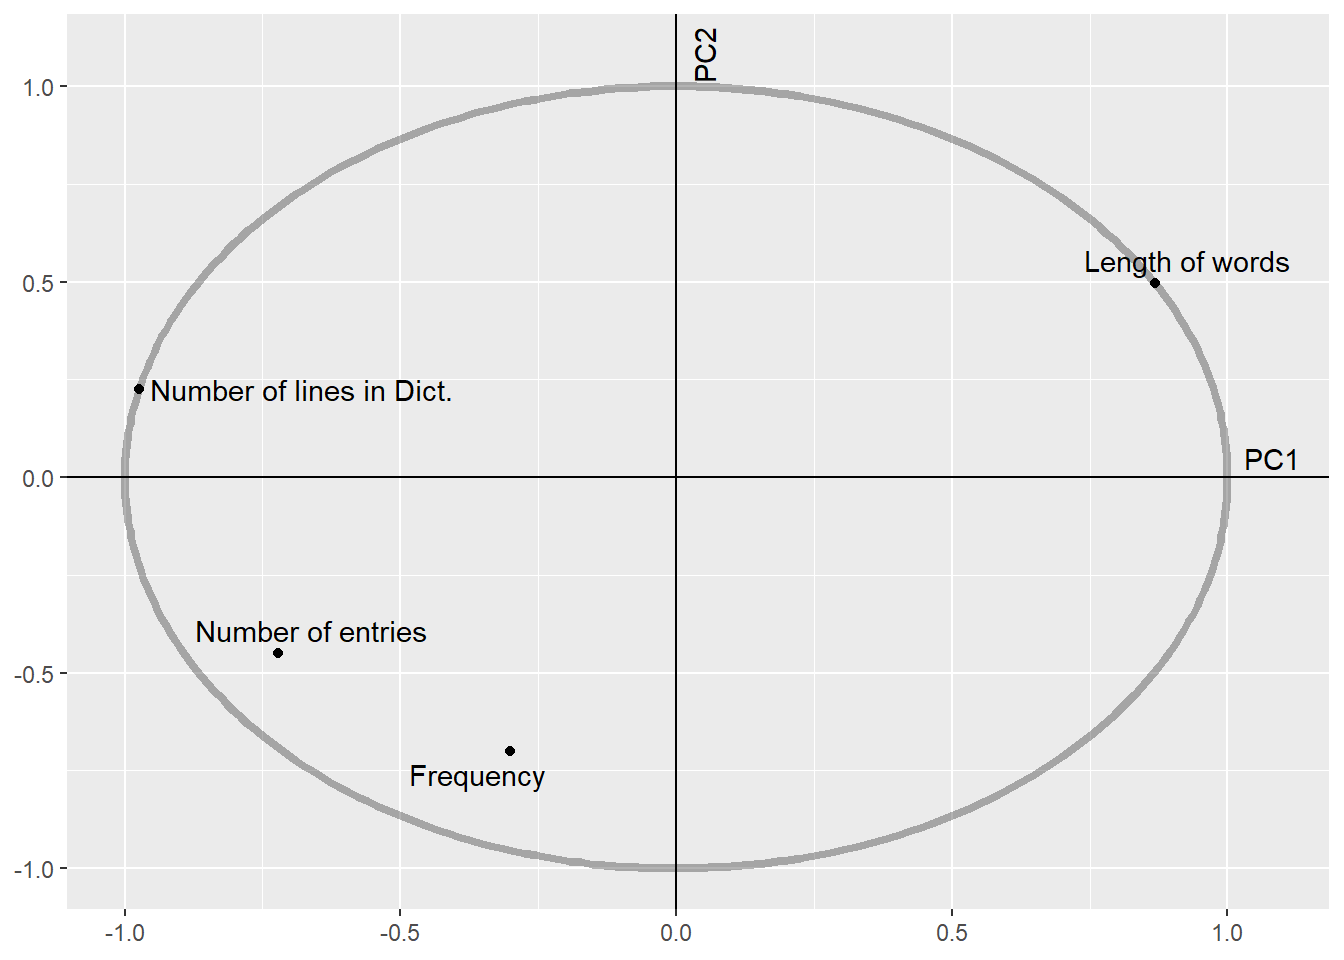 PC2
1.0
Length of words
0.5
Number of lines in Dict.
PC1
0.0
Number of entries
-0.5
Frequency
-1.0
-1.0 -0.5 0.0 0.5 1.0